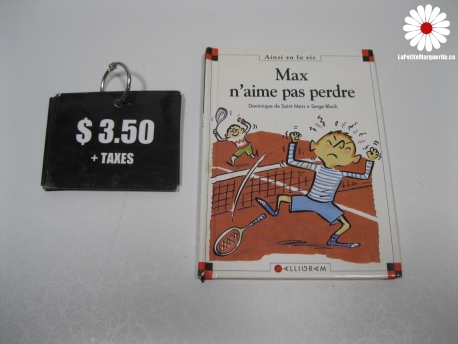 LaPetiteMarguerite.ca
$ 3.50
+ TAXES
Ainsi va la vie
Max
n'aime pas perdre
Dominique de Saint Mars • Serge Bloch
CALLIGRAM